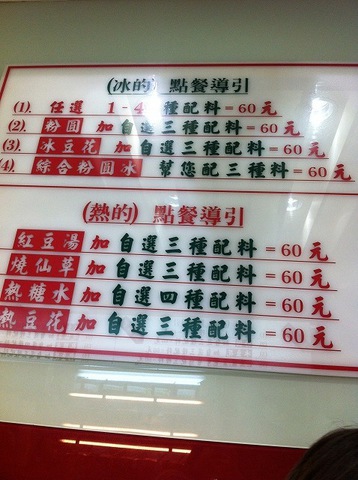 (冰的) 點餐導引
(1). 任選 1-4 種配料=60元
(2). 粉圓 加 自選三種配料=60元
(3). 冰豆花 加 自選三種配料=60元
(4). 綜合粉圓冰 幫您配三種=60元
(熱的) 點餐導引
紅豆湯 加 自選三種配料=60元
燒仙草 加 自選三種配料=60元
熱糖水 加 自選四種配料=60元
熱豆花 加 自選三種配料=60元